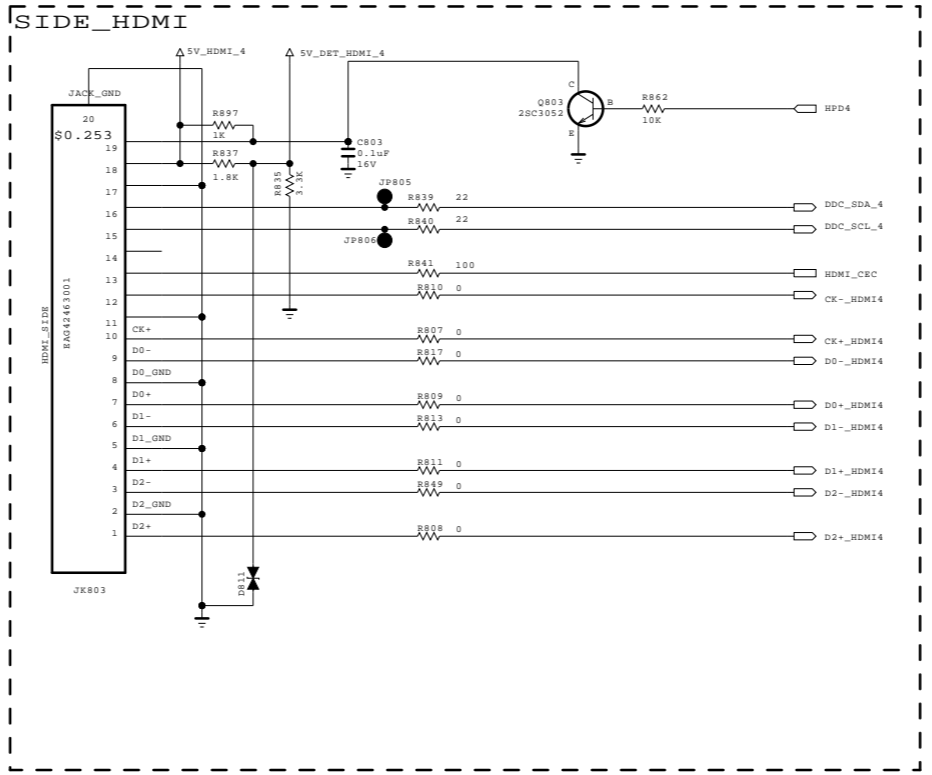 SIDE_HDMI
5V_HDMI_4
5V_DET_HDMI_4
JACK_GND
20
$0.253
R897
1K
C
Q803
2SC3052
B
E
R862
10K
HPD4
19
C803
0.1uF
16V
R837
1.8K
18
R835
3.3K
17
JP805
R839
22
16
DDC_SDA_4
R840
22
15
JP806
DDC_SCL_4
14
R841
100
13
HDMI_CEC
R810
0
12
CK-_HDMI4
HDMI_SIDE
EAG42463001
11
10
CK+
R807
0
CK+_HDMI4
9
D0-
R817
0
D0-_HDMI4
8
D0_GND
7
D0+
R809
0
D0+_HDMI4
6
D1-
R813
0
D1-_HDMI4
5
D1_GND
4
D1+
R811
0
D1+_HDMI4
3
D2-
R849
0
D2-_HDMI4
2
D2_GND
1
D2+
R808
0
D2+_HDMI4
D811
JK803